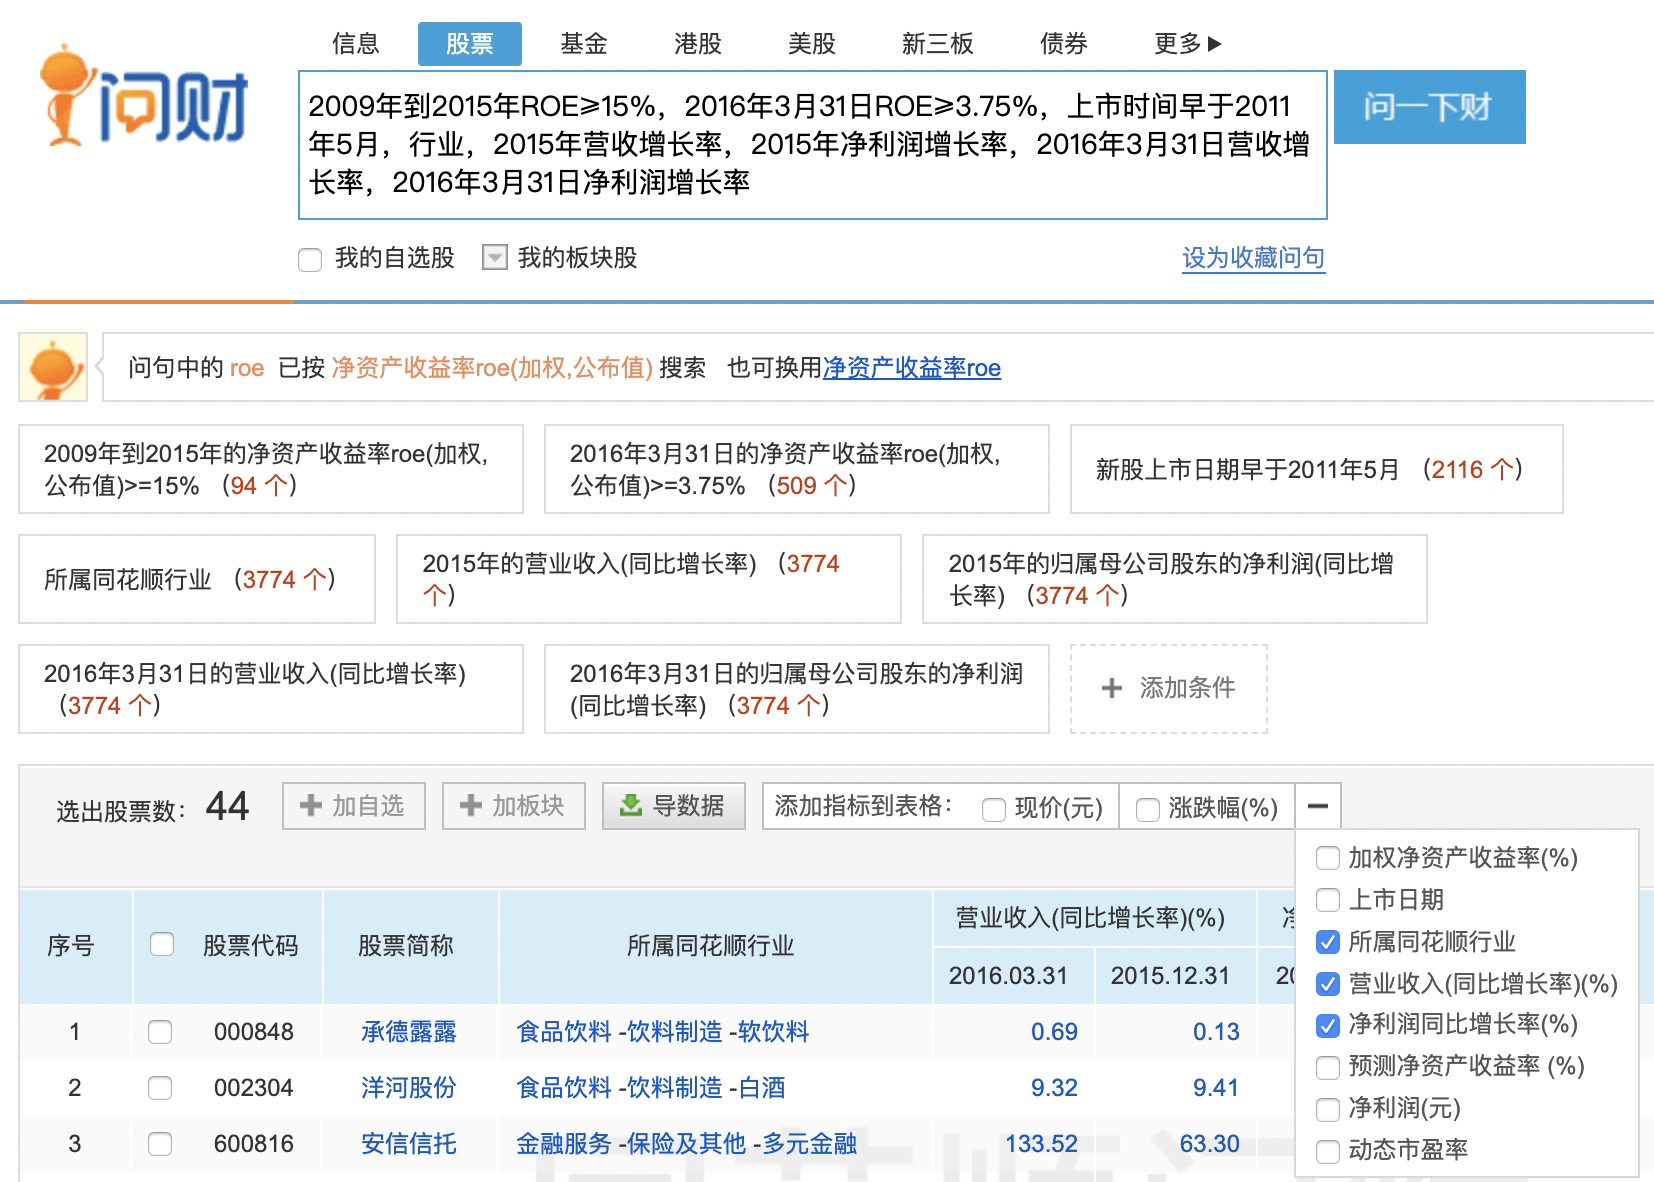 信息 股票 基金 港股 美股 新三板 债券 更多▶
问财
2009年到2015年ROE≥15%，2016年3月31日ROE≥3.75%，上市时间早于2011
年5月，行业，2015年营收增长率，2015年净利润增长率，2016年3月31日营收增
长率，2016年3月31日净利润增长率
问一下财
我的自选股 我的板块股 设为收藏问句
问句中的 roe 已按 净资产收益率roe(加权,公布值) 搜索 也可换用净资产收益率roe
2009年到2015年的净资产收益率roe(加权,
公布值)>=15% （94 个）
2016年3月31日的净资产收益率roe(加权,
公布值)>=3.75% （509 个）
新股上市日期早于2011年5月 （2116 个）
所属同花顺行业 （3774 个）
2015年的营业收入(同比增长率) （3774
个）
2015年的归属母公司股东的净利润(同比增
长率) （3774 个）
2016年3月31日的营业收入(同比增长率)
（3774 个）
2016年3月31日的归属母公司股东的净利润
(同比增长率) （3774 个）
+ 添加条件
选出股票数： 44 + 加自选 + 加板块 导数据 添加指标到表格： 现价(元) 涨跌幅(%) −
加权净资产收益率(%)
上市日期
所属同花顺行业
营业收入(同比增长率)(%)
净利润同比增长率(%)
预测净资产收益率 (%)
净利润(元)
动态市盈率
序号 股票代码 股票简称 所属同花顺行业 营业收入(同比增长率)(%)
2016.03.31 2015.12.31
1 000848 承德露露 食品饮料 -饮料制造 -软饮料 0.69 0.13
2 002304 洋河股份 食品饮料 -饮料制造 -白酒 9.32 9.41
3 600816 安信信托 金融服务 -保险及其他 -多元金融 133.52 63.30